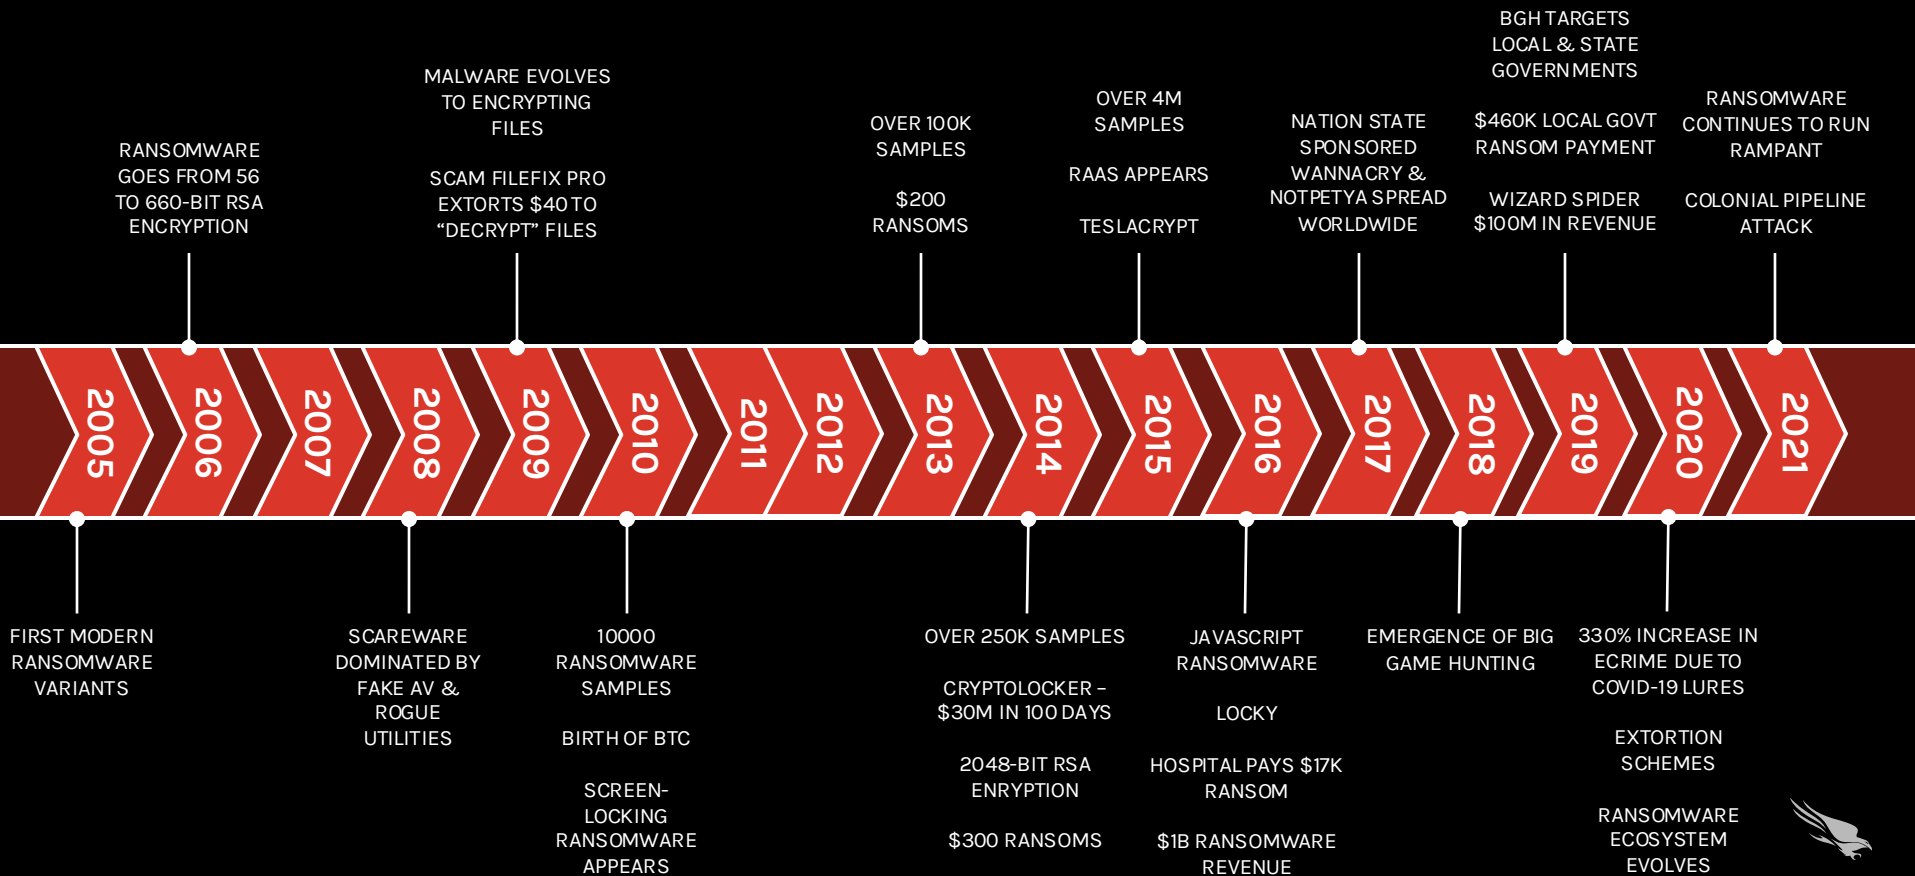 RANSOMWARE
GOES FROM 56
TO 660-BIT RSA
ENCRYPTION
MALWARE EVOLVES
TO ENCRYPTING
FILES
SCAM FILEFIX PRO
EXTORTS $40 TO
“DECRYPT” FILES
OVER 100K
SAMPLES
$200
RANSOMS
OVER 4M
SAMPLES
RAAS APPEARS
TESLACRYPT
NATION STATE
SPONSORED
WANNACRY &
NOTPETYA SPREAD
WORLDWIDE
BGH TARGETS
LOCAL & STATE
GOVERNMENTS
$460K LOCAL GOVT
RANSOM PAYMENT
WIZARD SPIDER
$100M IN REVENUE
RANSOMWARE
CONTINUES TO RUN
RAMPANT
COLONIAL PIPELINE
ATTACK
2005
2006
2007
2008
2009
2010
2011
2012
2013
2014
2015
2016
2017
2018
2019
2020
2021
FIRST MODERN
RANSOMWARE
VARIANTS
SCAREWARE
DOMINATED BY
FAKE AV &
ROGUE
UTILITIES
10000
RANSOMWARE
SAMPLES
BIRTH OF BTC
SCREEN-
LOCKING
RANSOMWARE
APPEARS
OVER 250K SAMPLES
CRYPTOLOCKER –
$30M IN 100 DAYS
2048-BIT RSA
ENRYPTION
$300 RANSOMS
JAVASCRIPT
RANSOMWARE
LOCKY
HOSPITAL PAYS $17K
RANSOM
$1B RANSOMWARE
REVENUE
EMERGENCE OF BIG
GAME HUNTING
330% INCREASE IN
ECRIME DUE TO
COVID-19 LURES
EXTORTION
SCHEMES
RANSOMWARE
ECOSYSTEM
EVOLVES